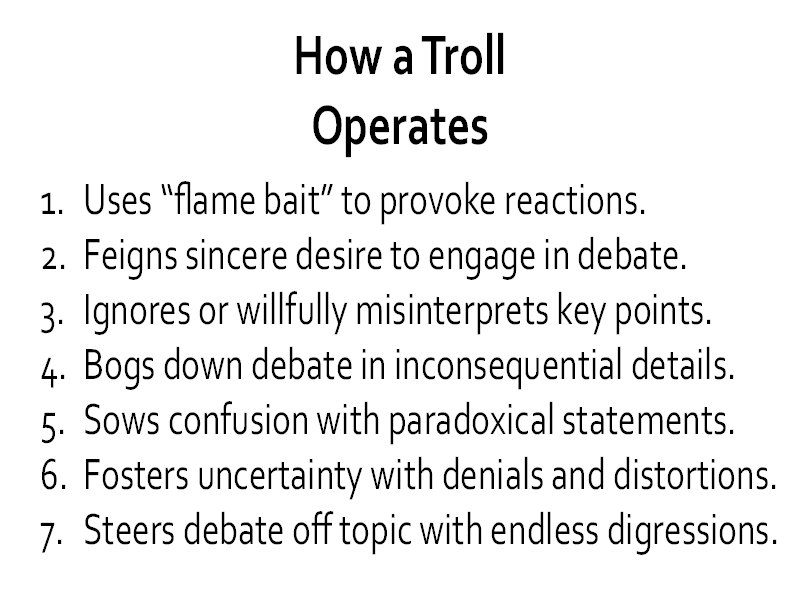 How a Troll
Operates
1. Uses “flame bait” to provoke reactions.
2. Feigns sincere desire to engage in debate.
3. Ignores or willfully misinterprets key points.
4. Bogs down debate in inconsequential details.
5. Sows confusion with paradoxical statements.
6. Fosters uncertainty with denials and distortions.
7. Steers debate off topic with endless digressions.